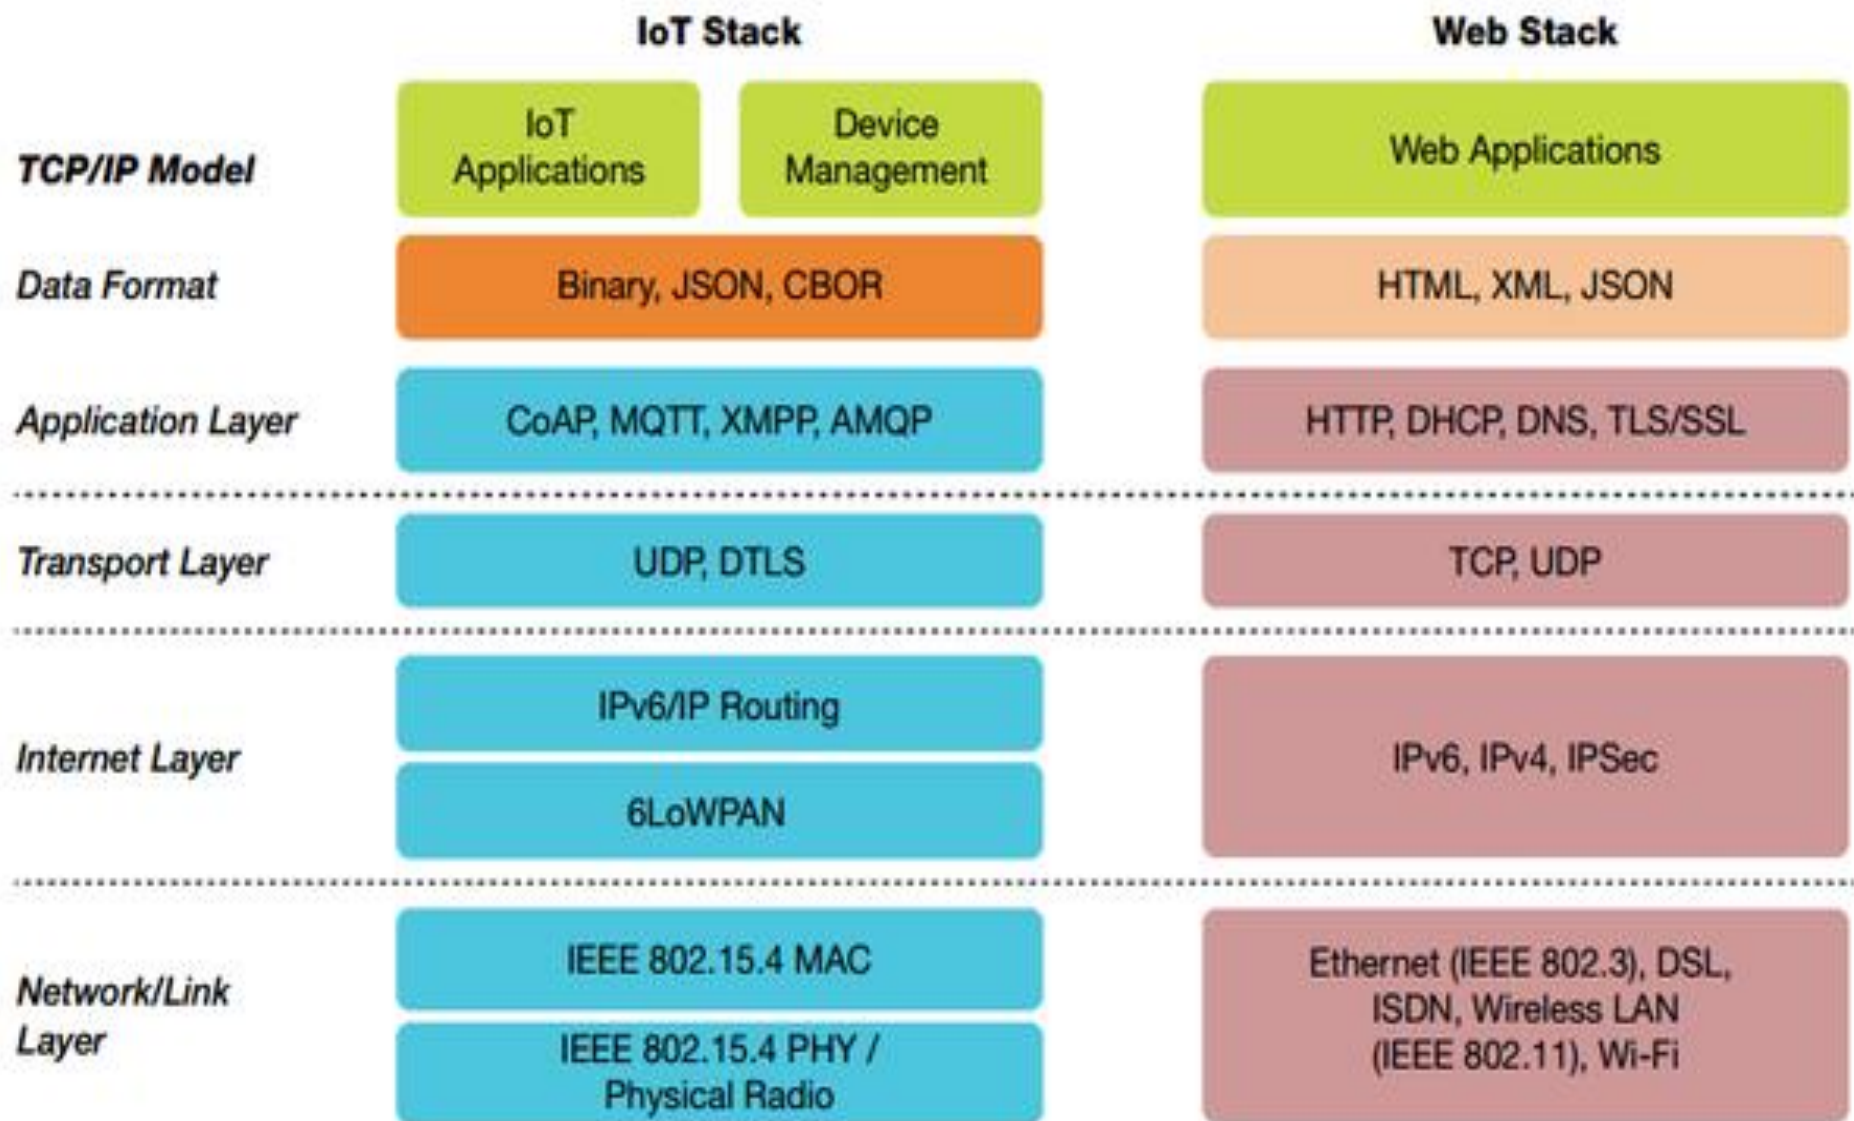 IoT Stack
Web Stack
TCP/IP Model
IoT
Applications
Device
Management
Web Applications
Data Format
Binary, JSON, CBOR
HTML, XML, JSON
Application Layer
CoAP, MQTT, XMPP, AMQP
HTTP, DHCP, DNS, TLS/SSL
Transport Layer
UDP, DTLS
TCP, UDP
Internet Layer
IPv6/IP Routing
6LoWPAN
IPv6, IPv4, IPSec
Network/Link
Layer
IEEE 802.15.4 MAC
IEEE 802.15.4 PHY /
Physical Radio
Ethernet (IEEE 802.3), DSL,
ISDN, Wireless LAN
(IEEE 802.11), Wi-Fi